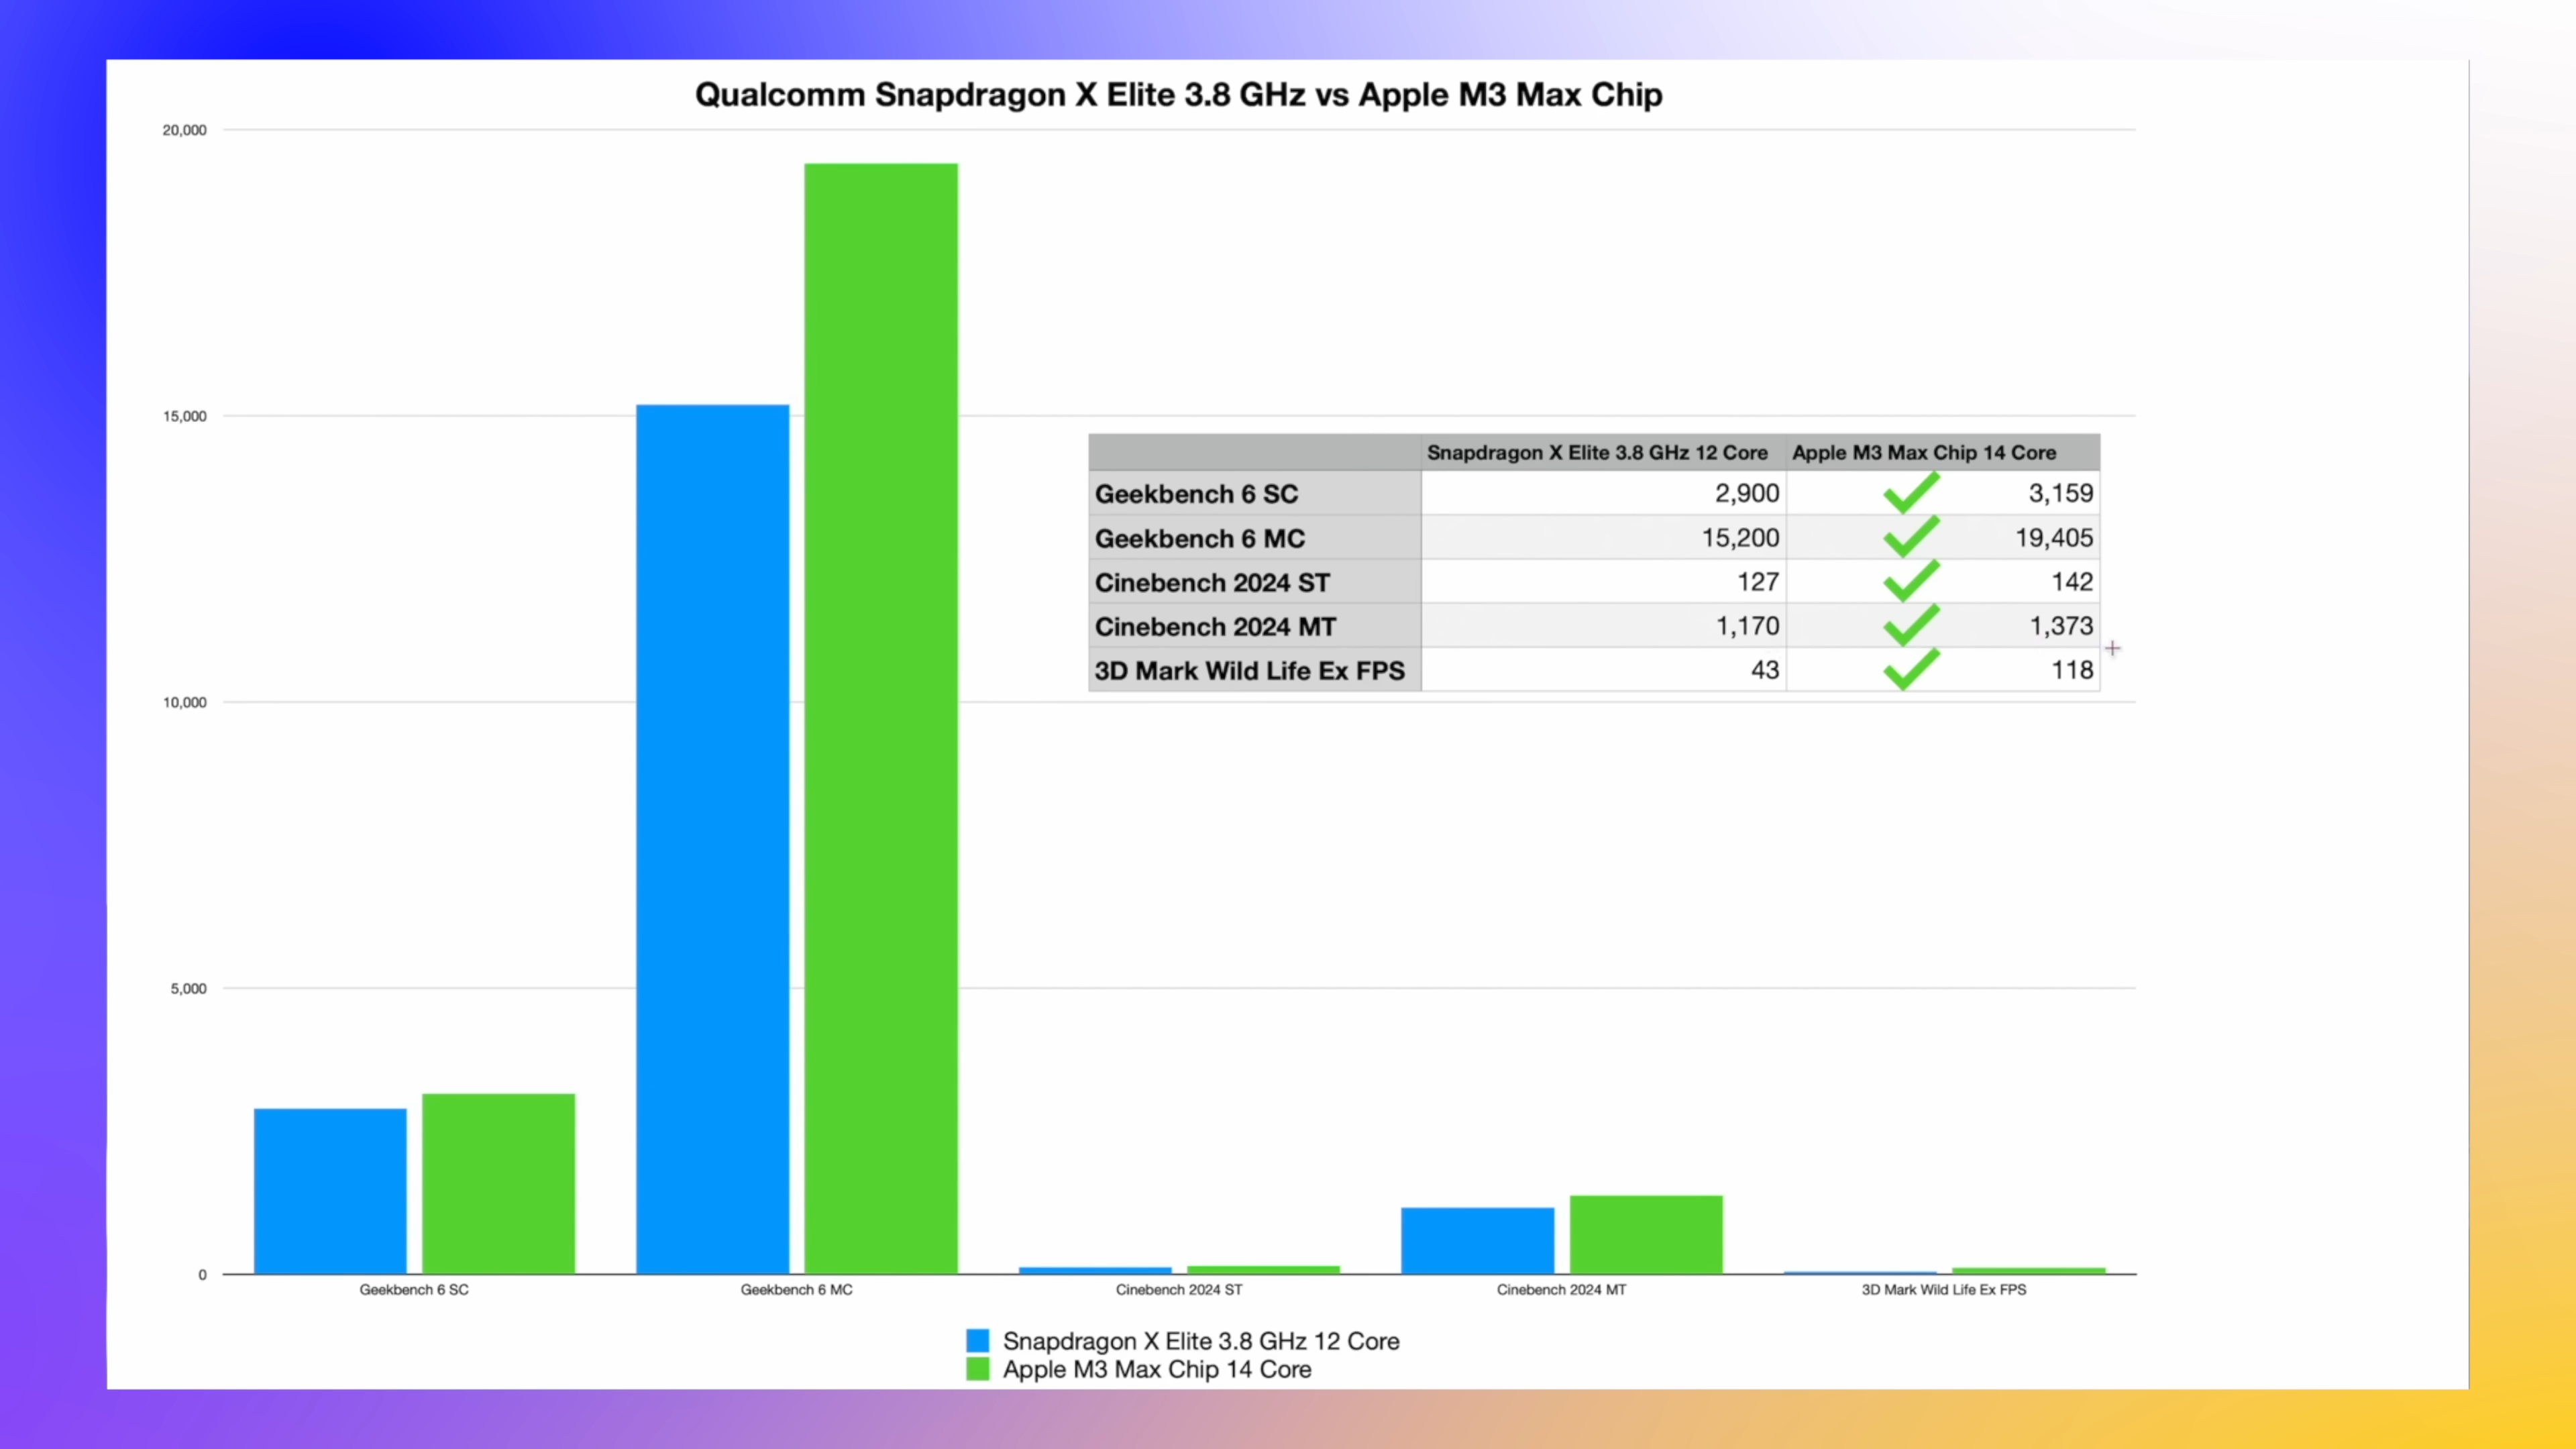 Qualcomm Snapdragon X Elite 3.8 GHz vs Apple M3 Max Chip
20,000
15,000
10,000
5,000
0
Snapdragon X Elite 3.8 GHz 12 Core Apple M3 Max Chip 14 Core
Geekbench 6 SC 2,900 3,159
Geekbench 6 MC 15,200 19,405
Cinebench 2024 ST 127 142
Cinebench 2024 MT 1,170 1,373
3D Mark Wild Life Ex FPS 43 118
Geekbench 6 SC Geekbench 6 MC Cinebench 2024 ST Cinebench 2024 MT 3D Mark Wild Life Ex FPS
Snapdragon X Elite 3.8 GHz 12 Core
Apple M3 Max Chip 14 Core